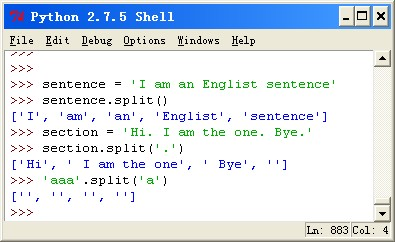 Python 2.7.5 Shell
File Edit Debug Options Windows Help
>>>
>>>
>>> sentence = 'I am an Englist sentence'
>>> sentence.split()
['I', 'am', 'an', 'Englist', 'sentence']
>>> section = 'Hi. I am the one. Bye.'
>>> section.split('.')
['Hi', ' I am the one', ' Bye', '']
>>> 'aaa'.split('a')
['', '', '', '']
>>>
Ln: 883 Col: 4